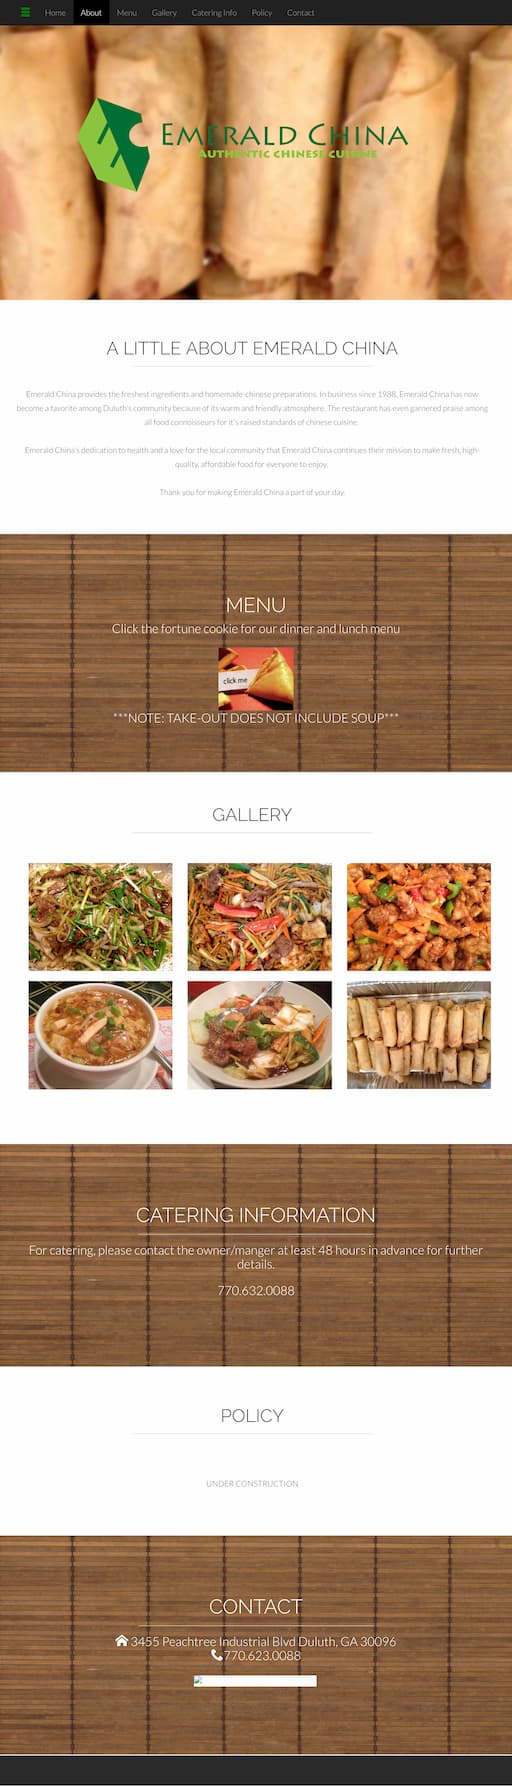 Home About Menu Gallery Catering Info Policy Contact
EMERALD CHINA
AUTHENTIC CHINESE CUISINE
A LITTLE ABOUT EMERALD CHINA
Emerald China provides the freshest ingredients and homemade chinese preparations. In business since 1988, Emerald China has now
become a favorite among Duluth's community because of its warm and friendly atmosphere. The restaurant has even garnered praise among
all food connoisseurs for it's raised standards of chinese cuisine.
Emerald China's dedication to health and a love for the local community that Emerald China continues their mission to make fresh, high-
quality, affordable food for everyone to enjoy.
Thank you for making Emerald China a part of your day.
MENU
Click the fortune cookie for our dinner and lunch menu
click me
***NOTE: TAKE-OUT DOES NOT INCLUDE SOUP***
GALLERY
CATERING INFORMATION
For catering, please contact the owner/manger at least 48 hours in advance for further
details.
770.632.0088
POLICY
UNDER CONSTRUCTION
CONTACT
3455 Peachtree Industrial Blvd Duluth, GA 30096
770.623.0088